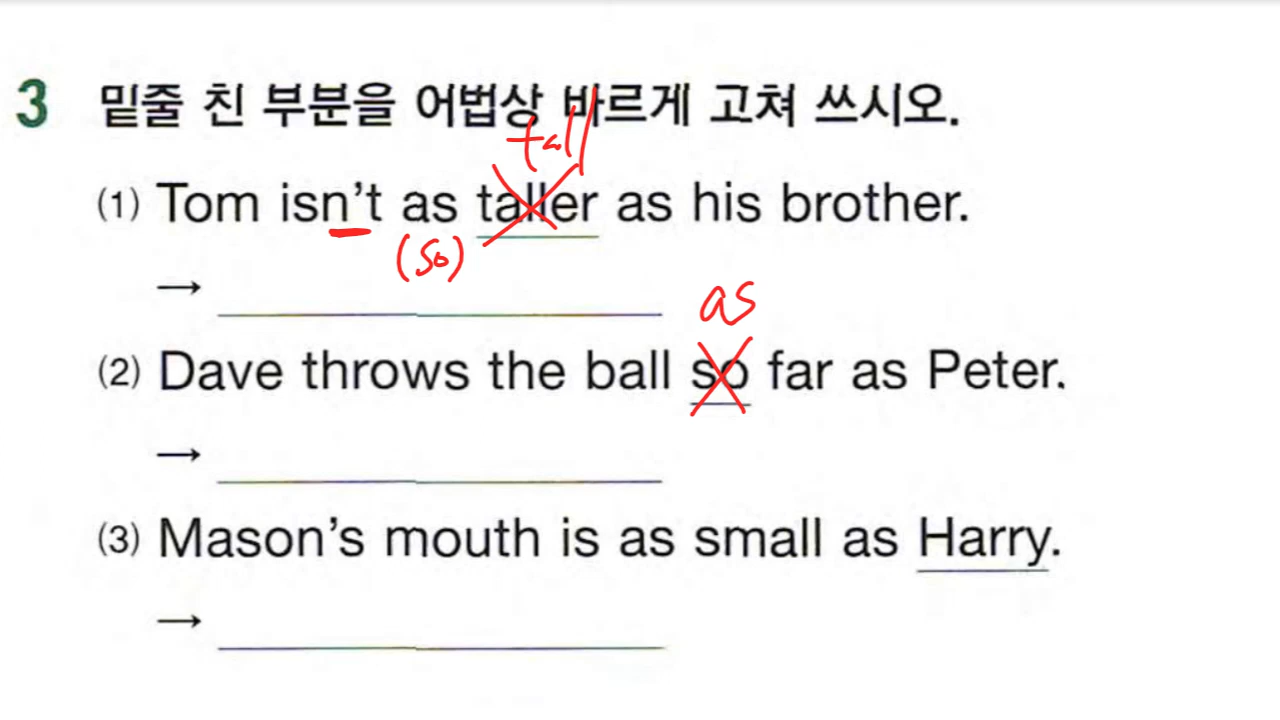 3 밑줄 친 부분을 어법상 바르게 고쳐 쓰시오.
tall
(1) Tom isn't as taller as his brother.
(so)
→
as
(2) Dave throws the ball so far as Peter.
→
(3) Mason's mouth is as small as Harry.
→